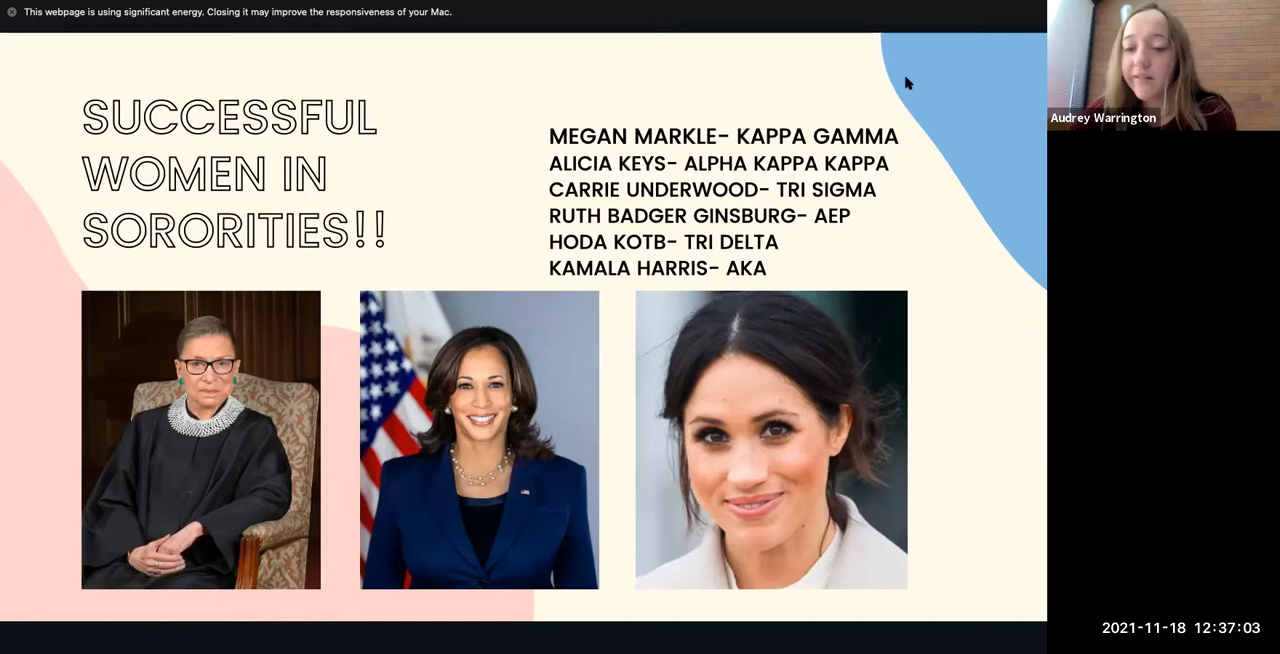 This webpage is using significant energy. Closing it may improve the responsiveness of your Mac.
SUCCESSFUL
WOMEN IN
SORORITIES!!
MEGAN MARKLE- KAPPA GAMMA
ALICIA KEYS- ALPHA KAPPA KAPPA
CARRIE UNDERWOOD- TRI SIGMA
RUTH BADGER GINSBURG- AEP
HODA KOTB- TRI DELTA
KAMALA HARRIS- AKA
Audrey Warrington
2021-11-18 12:37:03